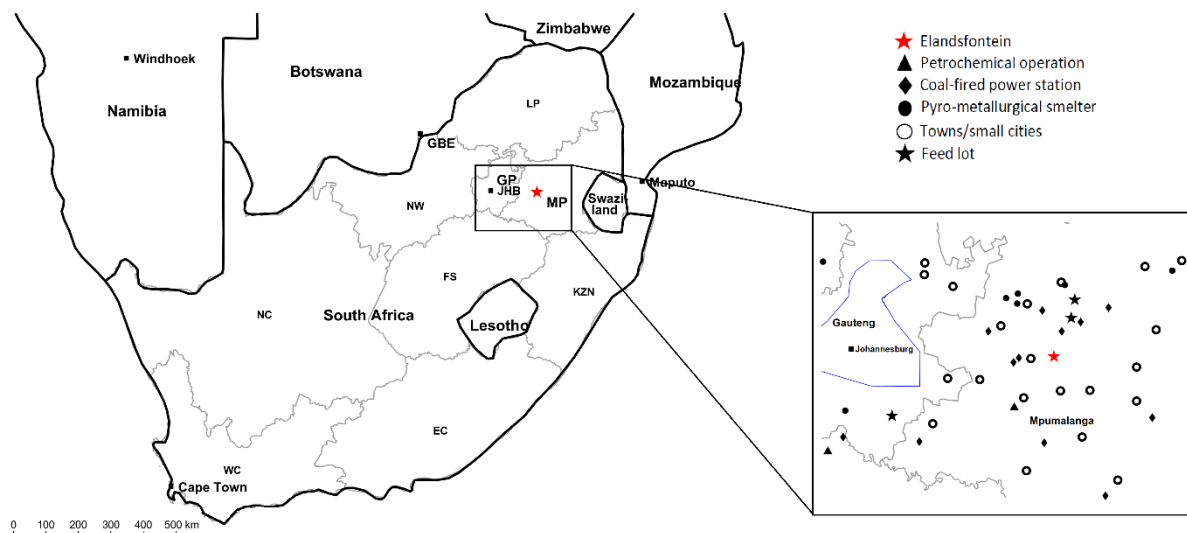 Zimbabwe
Windhoek
Botswana
Mozambique
Namibia
LP
GBE
GP
JHB
MP
Maputo
Swazi-
land
NW
FS
KZN
NC
South Africa
Lesotho
EC
WC
Cape Town
0 100 200 300 400 500 km
Elandsfontein
Petrochemical operation
Coal-fired power station
Pyro-metallurgical smelter
Towns/small cities
Feed lot
Gauteng
Johannesburg
Mpumalanga